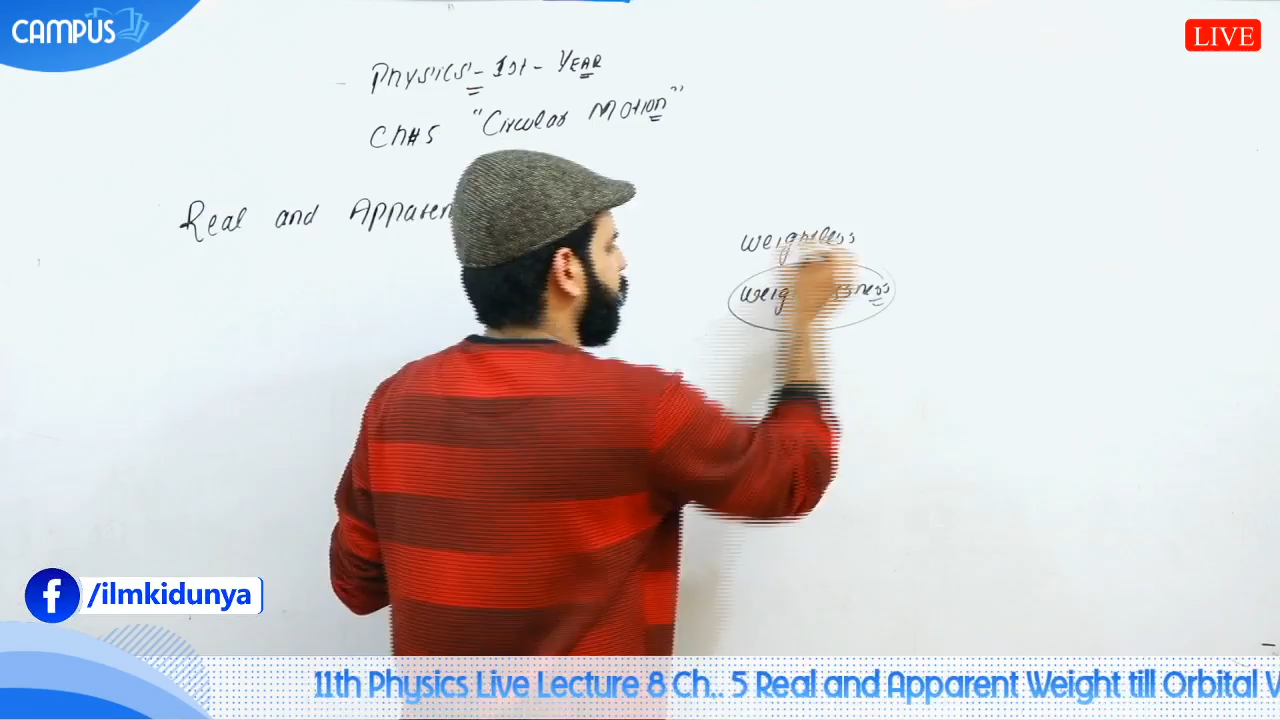 CAMPUS
LIVE
Physics - 1st - YEAR
Ch#5 "Circular Motion"
Real and Apparen
weightless
/ilmkidunya
11th Physics Live Lecture 8 Ch.. 5 Real and Apparent Weight till Orbital V